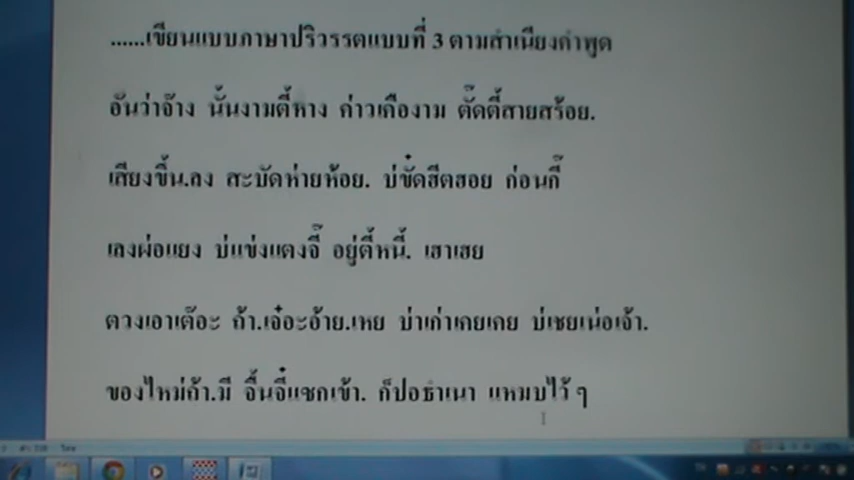 ......เขียนแบบภาษาปริวรรตแบบที่ 3 ตามสำเนียงคำพูด
อันว่าจ๊าง นั้นงามตี้หาง ค่าวเคืองาม ตั๊ดตี้สายสร้อย.
เสียงขึ้น.ลง สะบัดห่ายห้อย. บ่ขั๋ดฮีตฮอย ก่อนกี๊
เลงผ่อแยง บ่แข่งแตงจี๊ อยู่ตี้หนี้. เฮาเฮย
ตวงเอาเต๊อะ ถ้า.เจ๋อะอ้าย.เหย บ่าเก่าเคยเคย บ่เชยเน่อเจ้า.
ของใหม่ถ้า.มี จื้นจี๋แซกเข้า. ก็ปอธำเนา แหมบไว้ ๆ